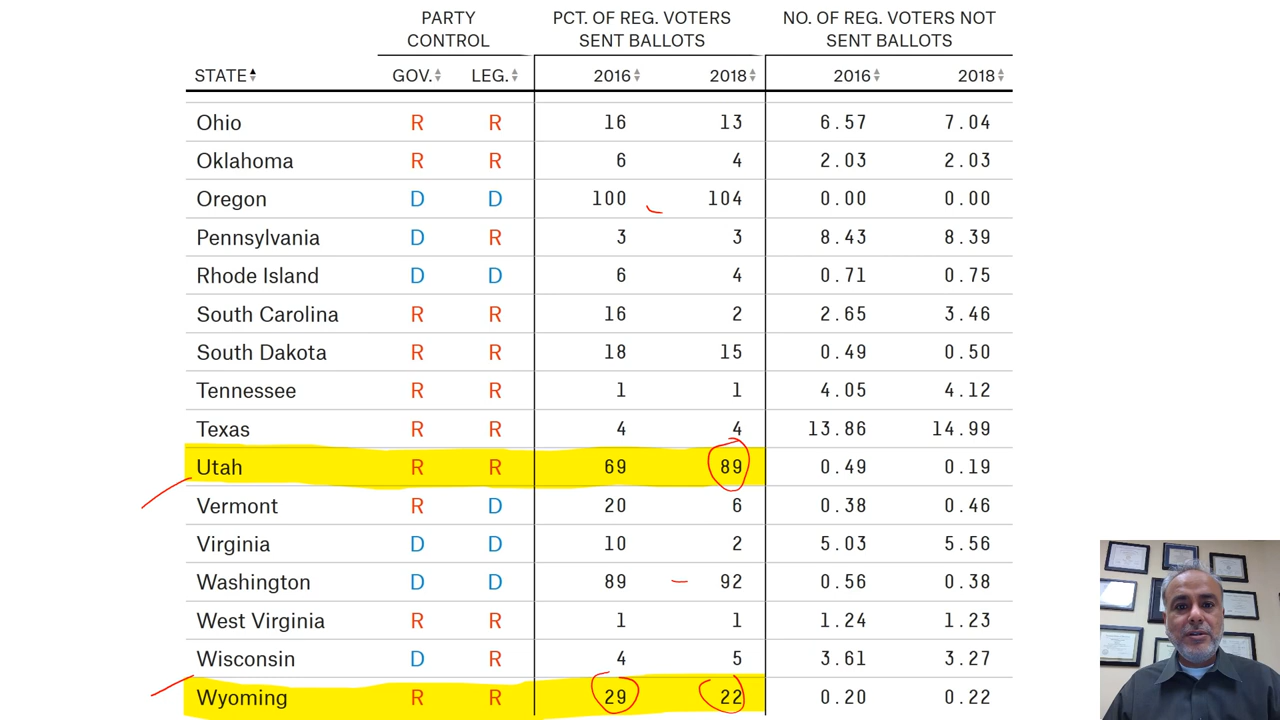 PARTY CONTROL PCT. OF REG. VOTERS SENT BALLOTS NO. OF REG. VOTERS NOT SENT BALLOTS
STATE GOV. LEG. 2016 2018 2016 2018
Ohio R R 16 13 6.57 7.04
Oklahoma R R 6 4 2.03 2.03
Oregon D D 100 104 0.00 0.00
Pennsylvania D R 3 3 8.43 8.39
Rhode Island D D 6 4 0.71 0.75
South Carolina R R 16 2 2.65 3.46
South Dakota R R 18 15 0.49 0.50
Tennessee R R 1 1 4.05 4.12
Texas R R 4 4 13.86 14.99
Utah R R 69 89 0.49 0.19
Vermont R D 20 6 0.38 0.46
Virginia D D 10 2 5.03 5.56
Washington D D 89 92 0.56 0.38
West Virginia R R 1 1 1.24 1.23
Wisconsin D R 4 5 3.61 3.27
Wyoming R R 29 22 0.20 0.22